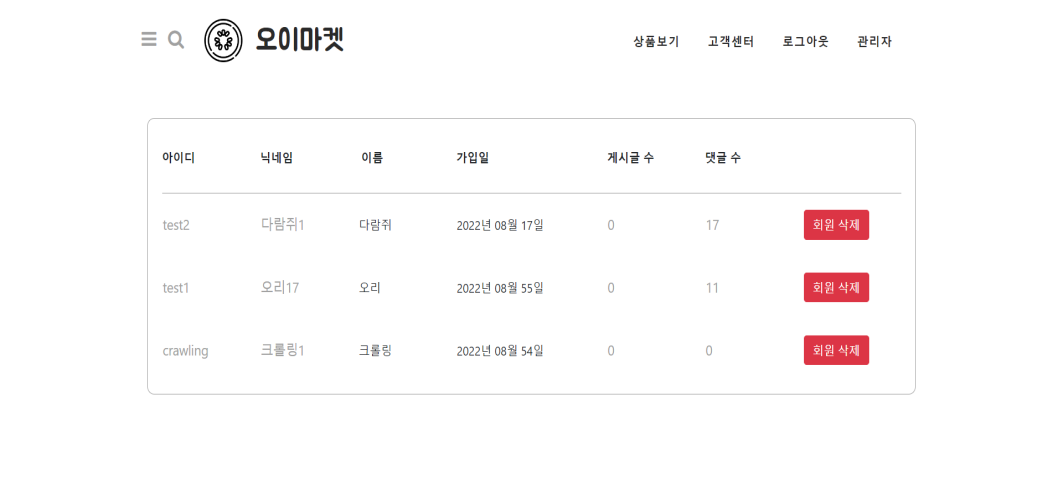 오이마켓 상품보기 고객센터 로그아웃 관리자
아이디 닉네임 이름 가입일 게시글 수 댓글 수
test2 다람쥐1 다람쥐 2022년 08월 17일 0 17 회원 삭제
test1 오리17 오리 2022년 08월 55일 0 11 회원 삭제
crawling 크롤링1 크롤링 2022년 08월 54일 0 0 회원 삭제